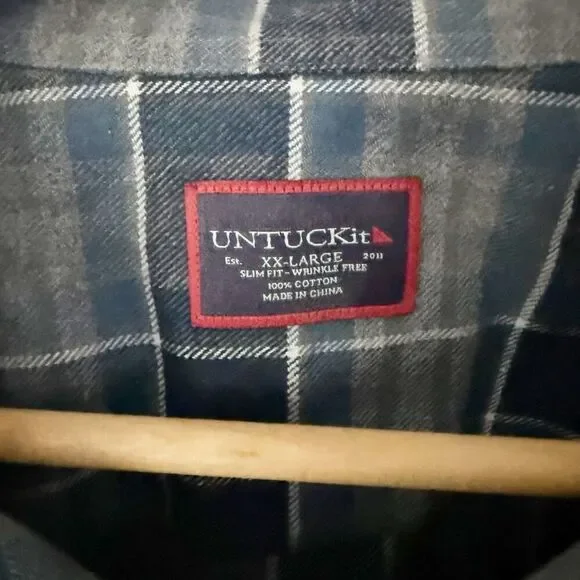 UNTUCKit
Est. XX-LARGE 2011
SLIM FIT - WRINKLE FREE
100% COTTON
MADE IN CHINA